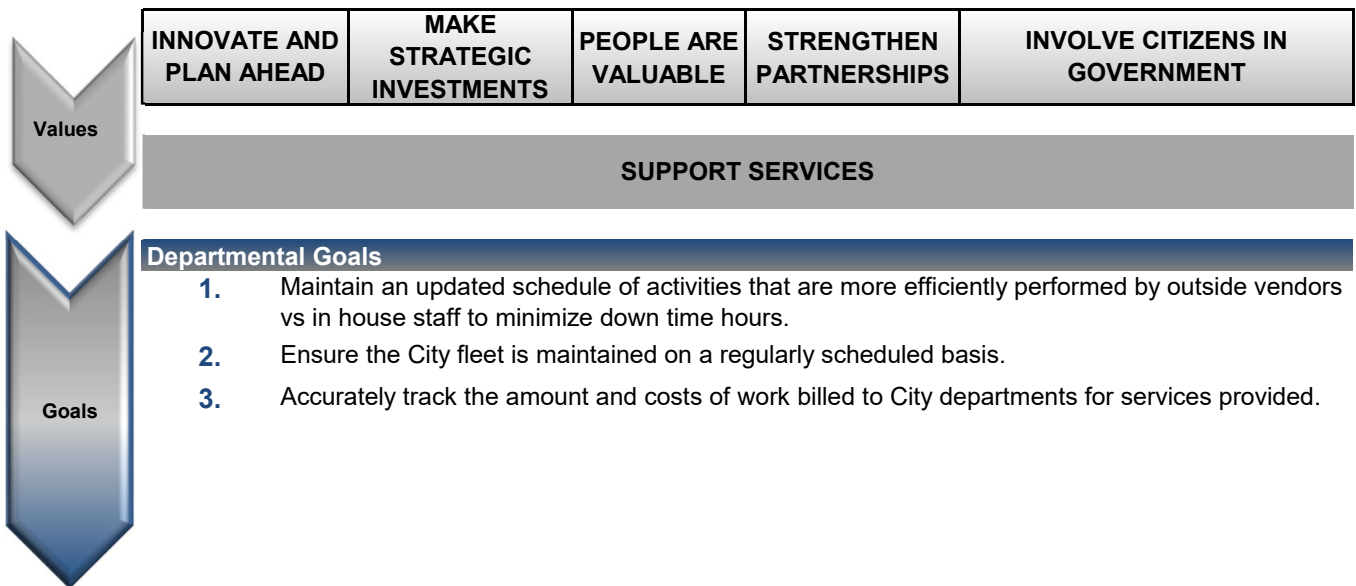 INNOVATE AND
PLAN AHEAD
MAKE
STRATEGIC
INVESTMENTS
PEOPLE ARE
VALUABLE
STRENGTHEN
PARTNERSHIPS
INVOLVE CITIZENS IN
GOVERNMENT
Values
SUPPORT SERVICES
Departmental Goals
1. Maintain an updated schedule of activities that are more efficiently performed by outside vendors
vs in house staff to minimize down time hours.
2. Ensure the City fleet is maintained on a regularly scheduled basis.
3. Accurately track the amount and costs of work billed to City departments for services provided.
Goals